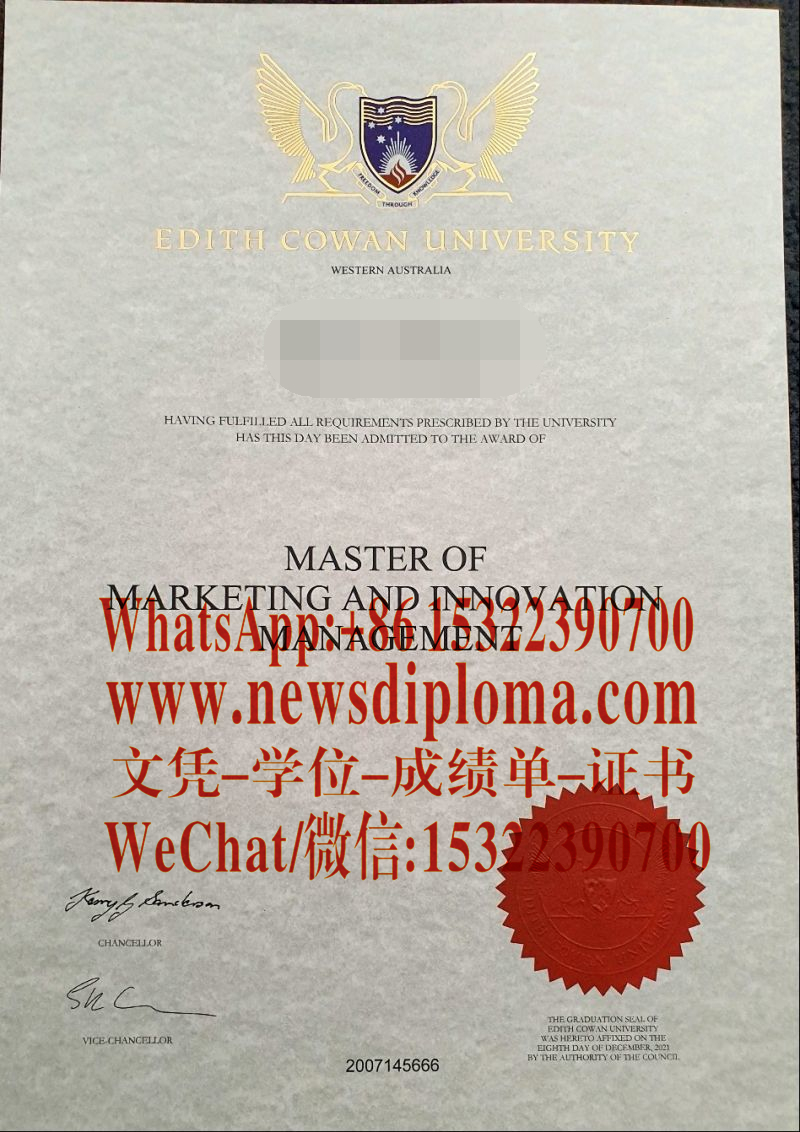 FREEDOM THROUGH KNOWLEDGE
EDITH COWAN UNIVERSITY
WESTERN AUSTRALIA
HAVING FULFILLED ALL REQUIREMENTS PRESCRIBED BY THE UNIVERSITY
HAS THIS DAY BEEN ADMITTED TO THE AWARD OF
MASTER OF
MARKETING AND INNOVATION
MANAGEMENT
WhatsApp:+86 15322390700
www.newsdiploma.com
文凭-学位-成绩单-证书
WeChat/微信:15322390700
CHANCELLOR
VICE-CHANCELLOR
THE GRADUATION SEAL OF
EDITH COWAN UNIVERSITY
WAS HERETO AFFIXED ON THE
EIGHTH DAY OF DECEMBER, 2021
BY THE AUTHORITY OF THE COUNCIL
2007145666